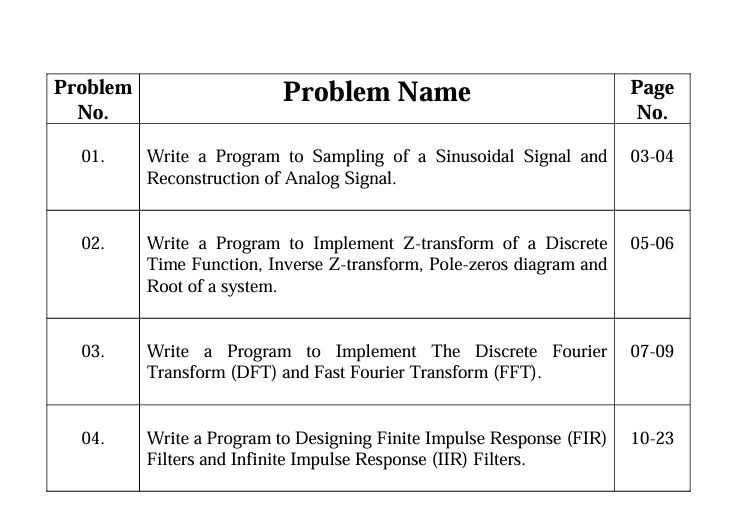 Problem No.
Problem Name
Page No.
01.
Write a Program to Sampling of a Sinusoidal Signal and
Reconstruction of Analog Signal.
03-04
02.
Write a Program to Implement Z-transform of a Discrete
Time Function, Inverse Z-transform, Pole-zeros diagram and
Root of a system.
05-06
03.
Write a Program to Implement The Discrete Fourier
Transform (DFT) and Fast Fourier Transform (FFT).
07-09
04.
Write a Program to Designing Finite Impulse Response (FIR)
Filters and Infinite Impulse Response (IIR) Filters.
10-23